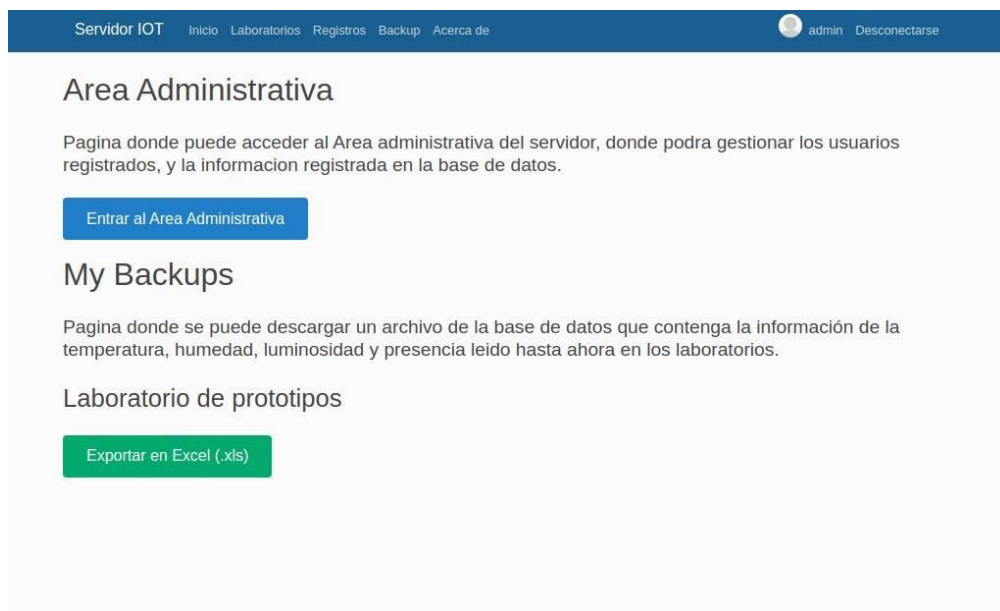 Servidor IOT Inicio Laboratorios Registros Backup Acerca de admin Desconectarse
Area Administrativa
Pagina donde puede acceder al Area administrativa del servidor, donde podra gestionar los usuarios
registrados, y la informacion registrada en la base de datos.
Entrar al Area Administrativa
My Backups
Pagina donde se puede descargar un archivo de la base de datos que contenga la información de la
temperatura, humedad, luminosidad y presencia leido hasta ahora en los laboratorios.
Laboratorio de prototipos
Exportar en Excel (.xls)